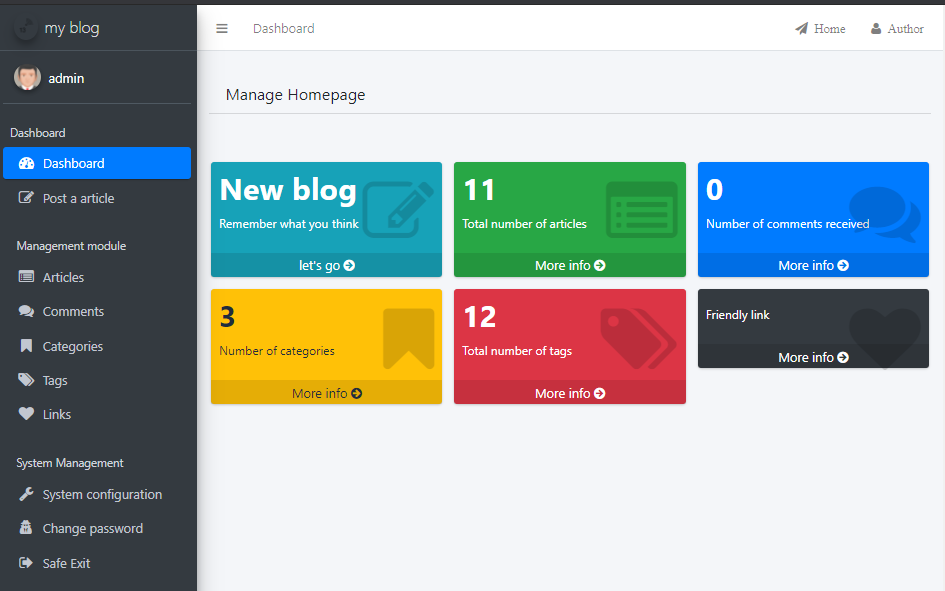 my blog
Dashboard
Home
Author
admin
Manage Homepage
Dashboard
Dashboard
Post a article
Management module
Articles
Comments
Categories
Tags
Links
System Management
System configuration
Change password
Safe Exit
New blog
Remember what you think
let's go
11
Total number of articles
More info
0
Number of comments received
More info
3
Number of categories
More info
12
Total number of tags
More info
Friendly link
More info